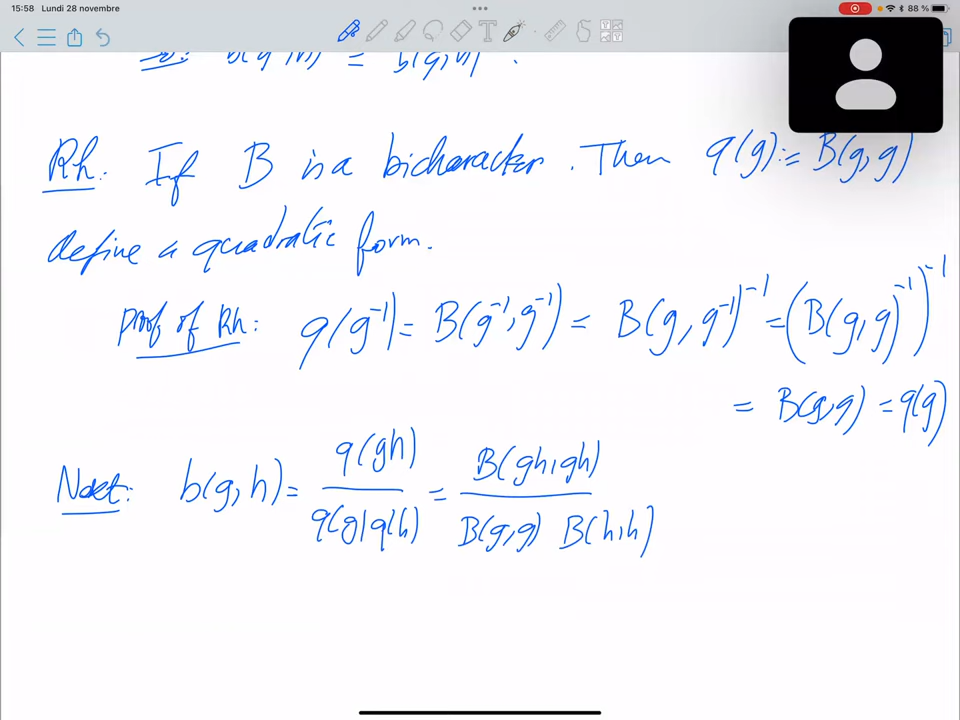 15:58 Lundi 28 novembre 88 %
Rk: If B is a bicharacter. Then q(g) := B(g,g)
define a quadratic form.
proof of Rk: q(g⁻¹) = B(g⁻¹,g⁻¹) = B(g,g⁻¹)⁻¹ = (B(g,g)⁻¹)⁻¹
= B(g,g) = q(g)
Next: b(g,h) = q(gh) / q(g)q(h) = B(gh,gh) / B(g,g) B(h,h)